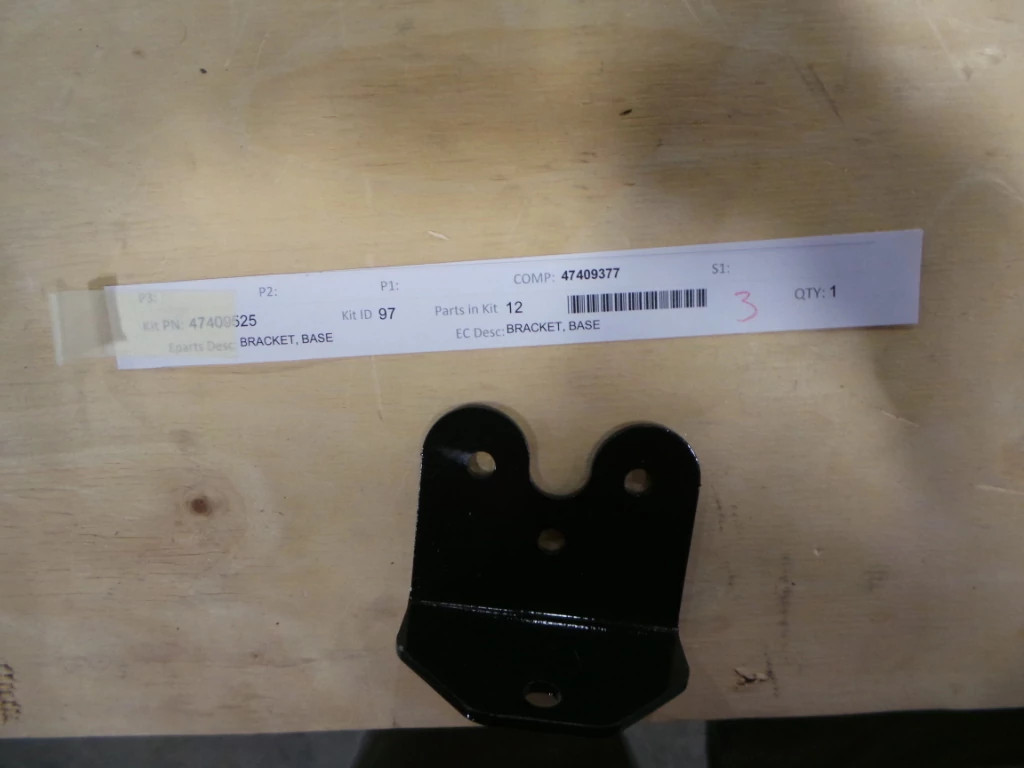 P3: P2: P1: COMP: 47409377 S1:
Kit PN: 47409525 Kit ID 97 Parts in Kit 12 3 QTY: 1
Eparts Desc: BRACKET, BASE EC Desc: BRACKET, BASE